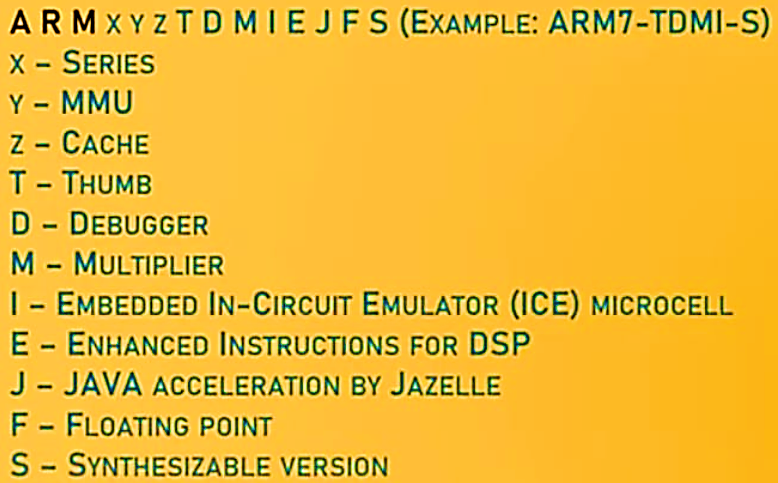 ARM x y z T D M I E J F S (Example: ARM7-TDMI-S)
x – Series
y – MMU
z – Cache
T – Thumb
D – Debugger
M – Multiplier
I – Embedded In-Circuit Emulator (ICE) microcell
E – Enhanced Instructions for DSP
J – JAVA acceleration by Jazelle
F – Floating point
S – Synthesizable version